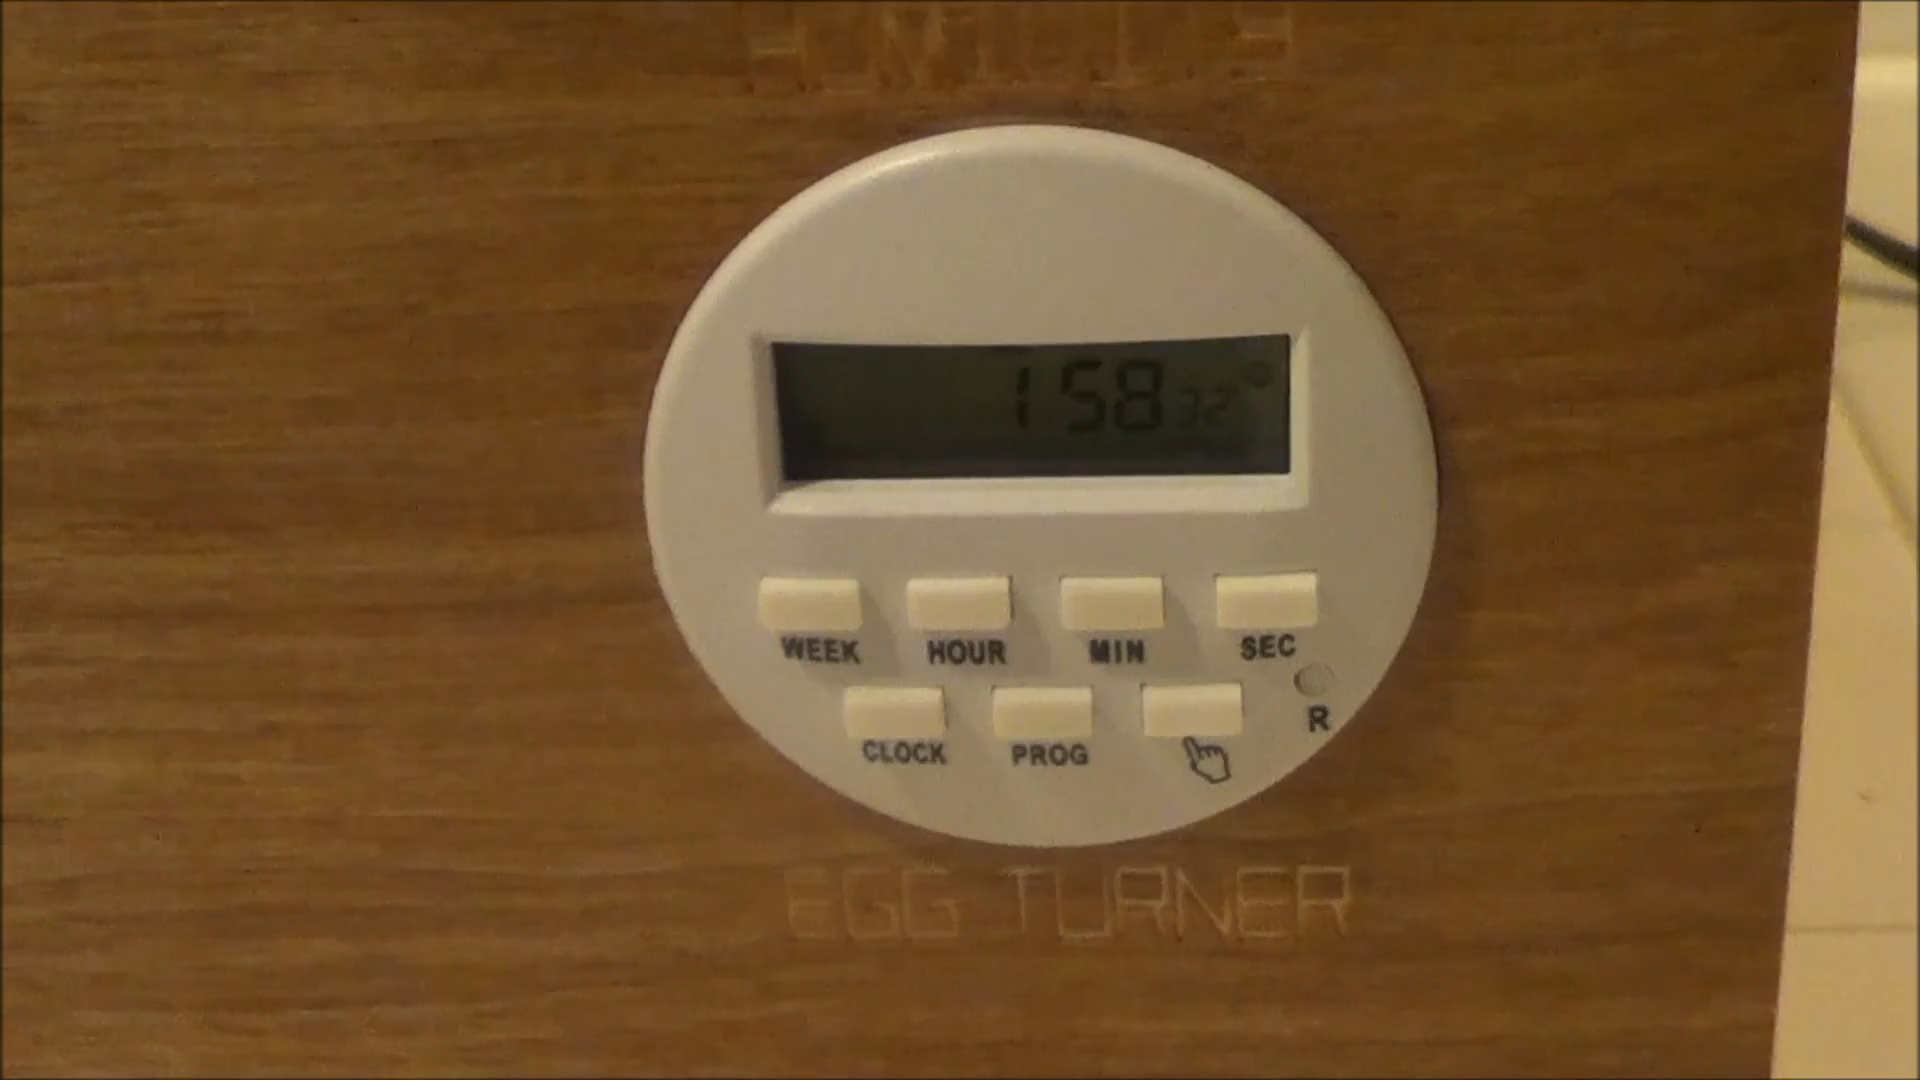 1 58 32
WEEK HOUR MIN SEC
R
CLOCK PROG
EGG TURNER